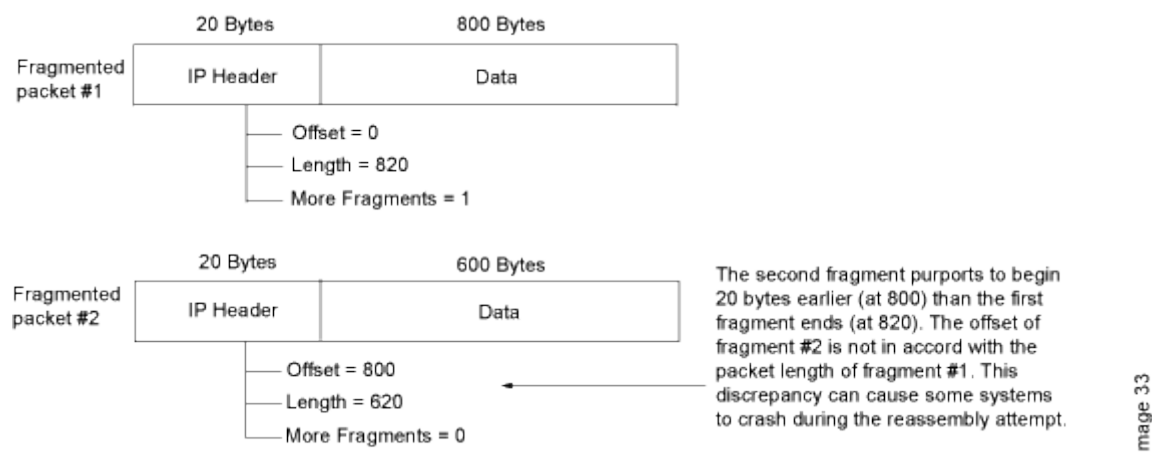 20 Bytes 800 Bytes
Fragmented
packet #1
IP Header Data
Offset = 0
Length = 820
More Fragments = 1
20 Bytes 600 Bytes
Fragmented
packet #2
IP Header Data
Offset = 800
Length = 620
More Fragments = 0
The second fragment purports to begin
20 bytes earlier (at 800) than the first
fragment ends (at 820). The offset of
fragment #2 is not in accord with the
packet length of fragment #1. This
discrepancy can cause some systems
to crash during the reassembly attempt.
mage 33